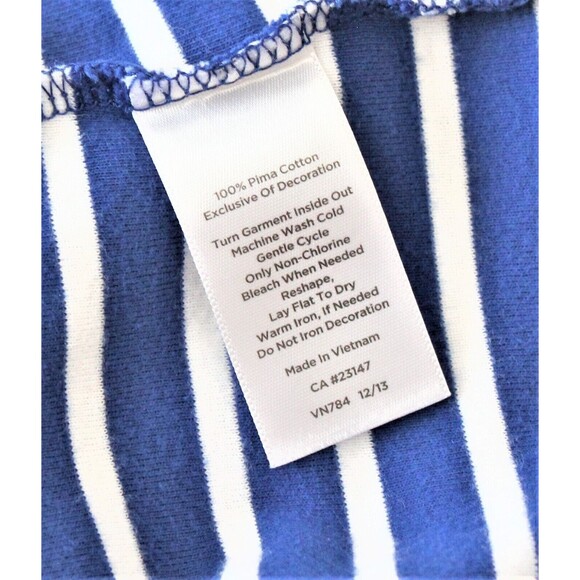 100% Pima Cotton
Exclusive Of Decoration
Turn Garment Inside Out
Machine Wash Cold
Gentle Cycle
Only Non-Chlorine
Bleach When Needed
Reshape,
Lay Flat To Dry
Warm Iron, If Needed
Do Not Iron Decoration
Made In Vietnam
CA #23147
VN784 12/13